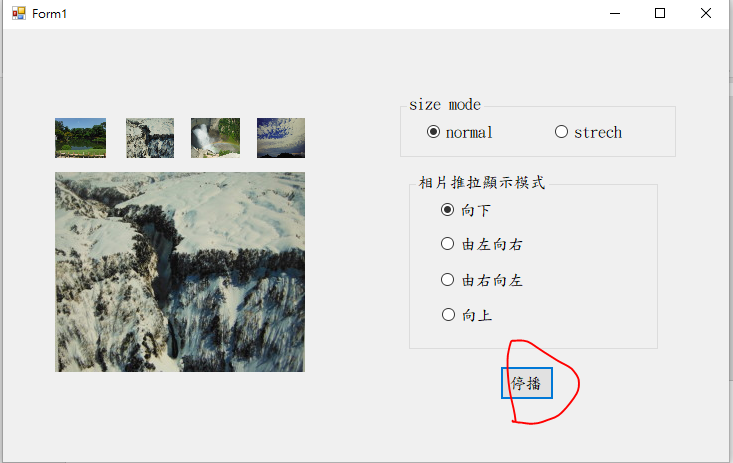 Form1
size mode
normal
strech
相片推拉顯示模式
向下
由左向右
由右向左
向上
停播